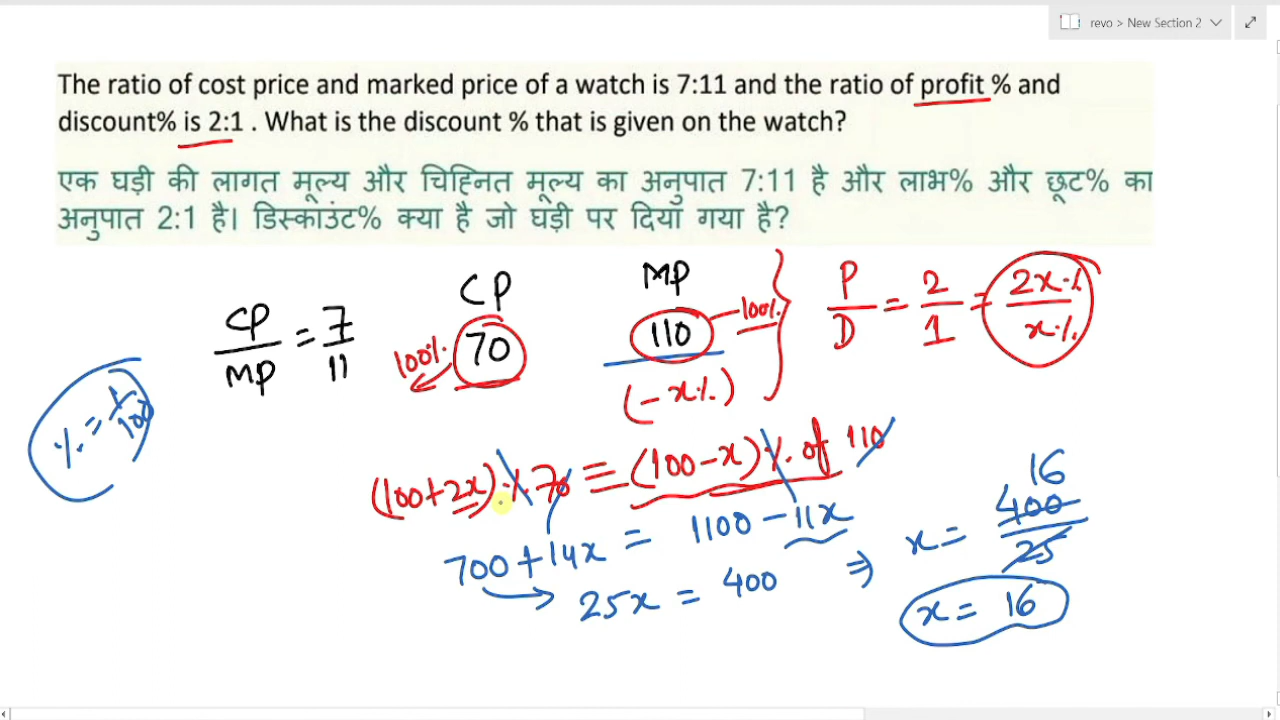 revo > New Section 2
The ratio of cost price and marked price of a watch is 7:11 and the ratio of profit % and
discount% is 2:1 . What is the discount % that is given on the watch?
एक घड़ी की लागत मूल्य और चिह्नित मूल्य का अनुपात 7:11 है और लाभ% और छूट% का
अनुपात 2:1 है। डिस्काउंट% क्या है जो घड़ी पर दिया गया है?
CP/MP = 7/11
CP MP
100% 70 110 100%
(-x%)
P/D = 2/1 = 2x%/x%
% = 1/100
(100+2x)% 70 = (100-x)% of 110
700+14x = 1100-11x
25x = 400
⇒ x = 400/25 16
x = 16